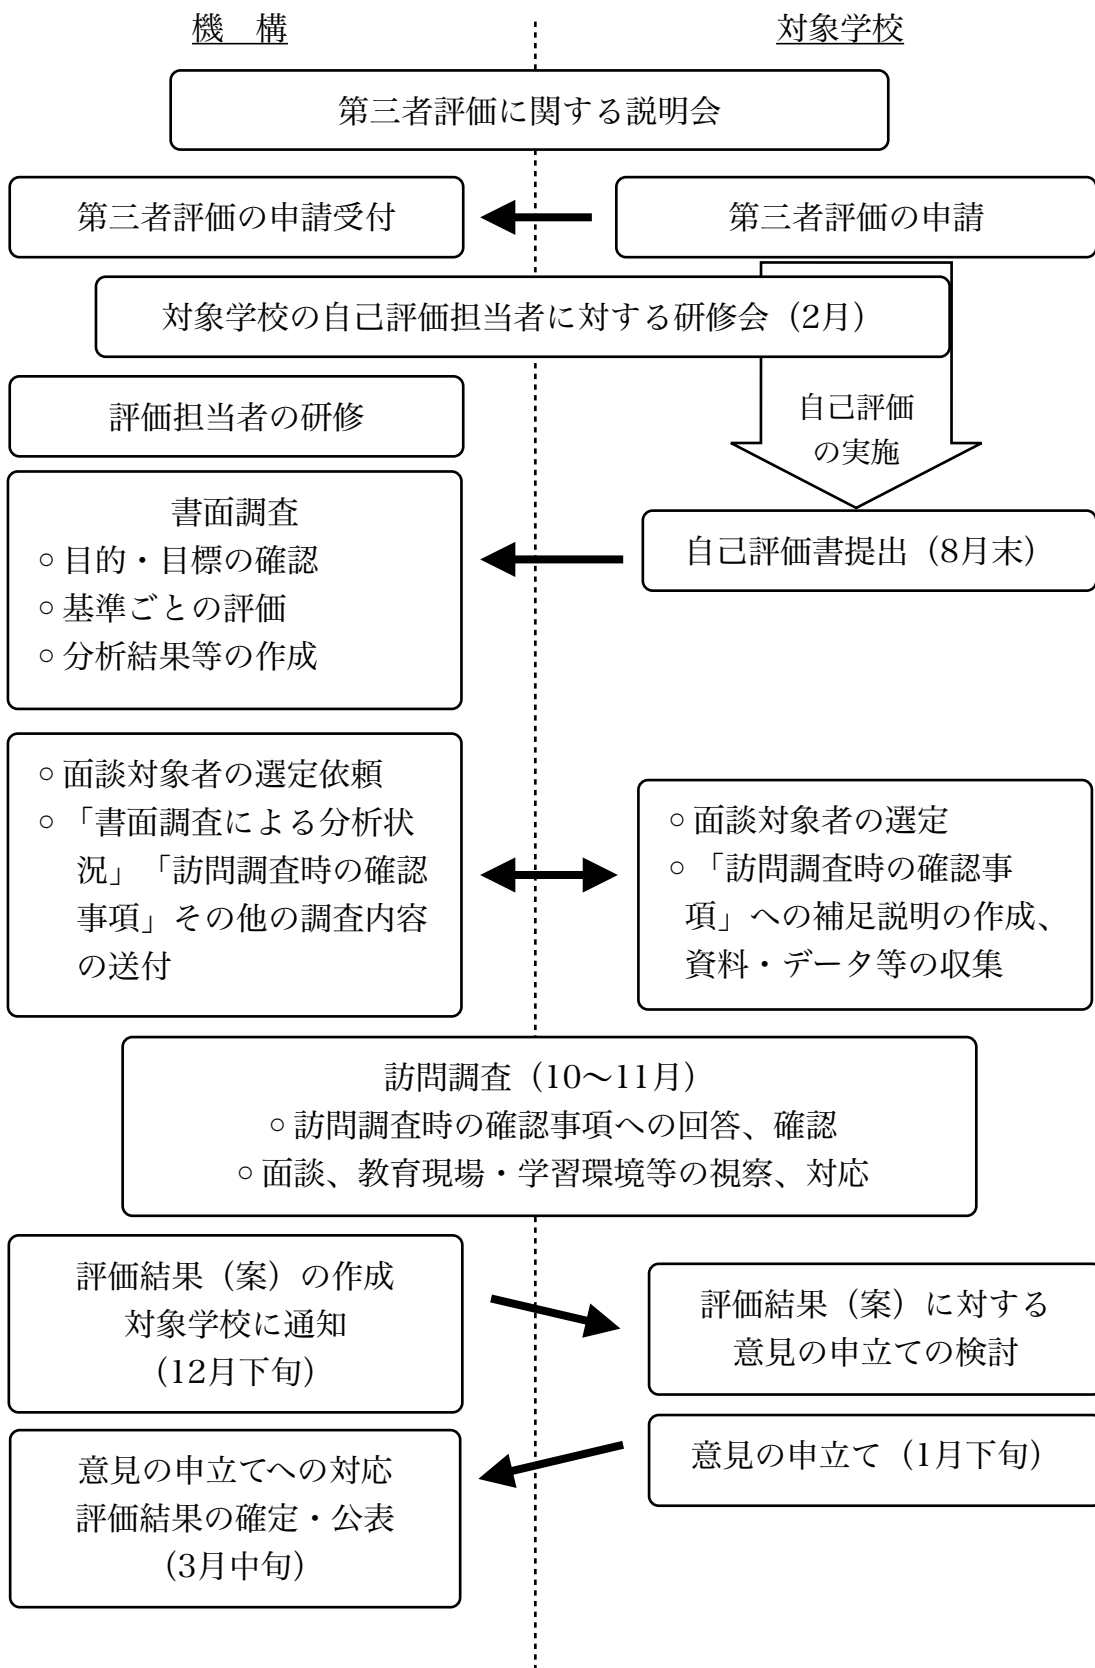 機　構
対象学校
第三者評価に関する説明会
第三者評価の申請受付
第三者評価の申請
対象学校の自己評価担当者に対する研修会（2月）
評価担当者の研修
自己評価
の実施
書面調査
○目的・目標の確認
○基準ごとの評価
○分析結果等の作成
自己評価書提出（8月末）
○面談対象者の選定依頼
○「書面調査による分析状
況」「訪問調査時の確認
事項」その他の調査内容
の送付
○面談対象者の選定
○「訪問調査時の確認事
項」への補足説明の作成、
資料・データ等の収集
訪問調査（10～11月）
○訪問調査時の確認事項への回答、確認
○面談、教育現場・学習環境等の視察、対応
評価結果（案）の作成
対象学校に通知
（12月下旬）
評価結果（案）に対する
意見の申立ての検討
意見の申立て（1月下旬）
意見の申立てへの対応
評価結果の確定・公表
（3月中旬）